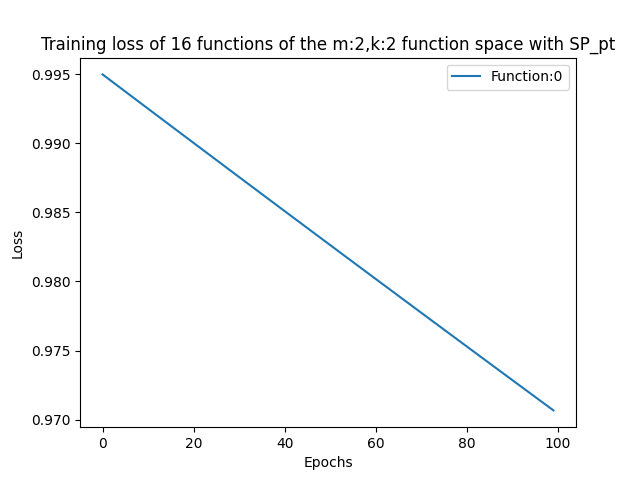 Training loss of 16 functions of the m:2,k:2 function space with SP_pt
Function:0
Loss
0.995
0.990
0.985
0.980
0.975
0.970
0 20 40 60 80 100
Epochs